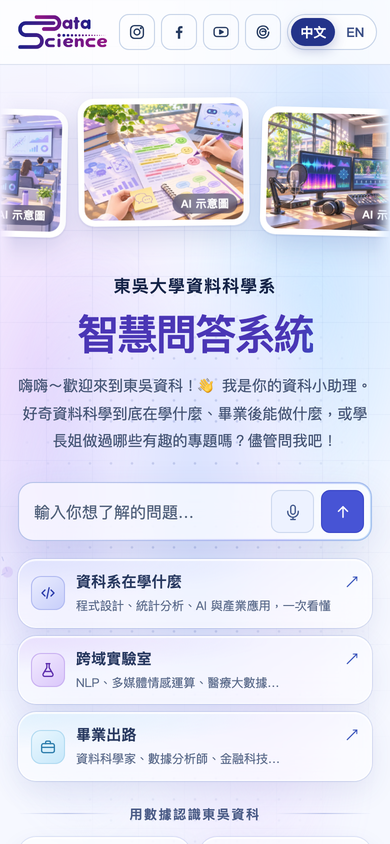 Data
Science
中文
EN
AI 示意圖
AI 示意圖
AI 示
東吳大學資料科學系
智慧問答系統
嗨嗨～歡迎來到東吳資料！👋 我是你的資料小助理。
好奇資料科學到底在學什麼、畢業後能做什麼，或學
長姐做過哪些有趣的專題嗎？儘管問我吧！
輸入你想了解的問題...
資料系在學什麼
程式設計、統計分析、AI 與產業應用，一次看懂
跨域實驗室
NLP、多媒體情感運算、醫療大數據...
畢業出路
資料科學家、數據分析師、金融科技...
用數據認識東吳資料